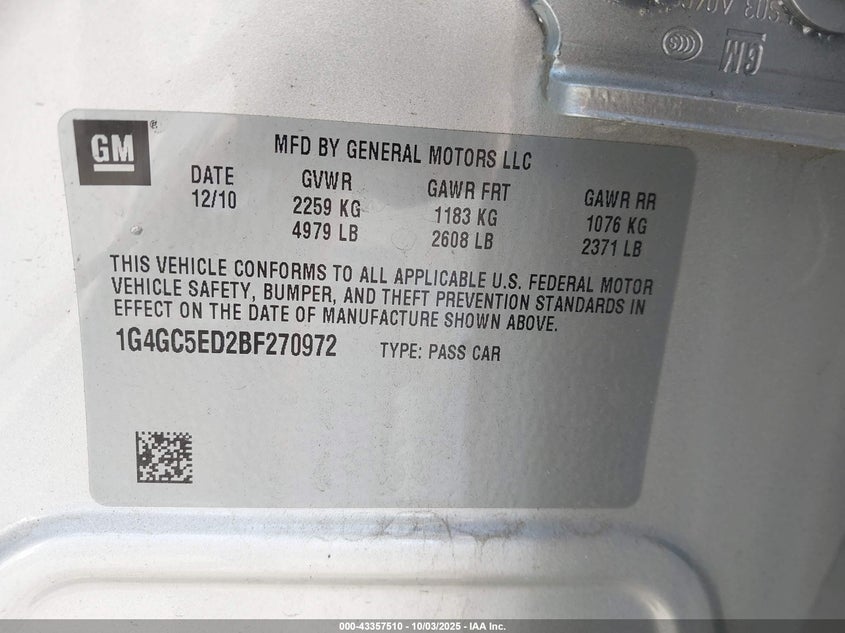 GM
GM ®
MFD BY GENERAL MOTORS LLC
DATE GVWR GAWR FRT GAWR RR
12/10 2259 KG 1183 KG 1076 KG
4979 LB 2608 LB 2371 LB
THIS VEHICLE CONFORMS TO ALL APPLICABLE U.S. FEDERAL MOTOR
VEHICLE SAFETY, BUMPER, AND THEFT PREVENTION STANDARDS IN
EFFECT ON THE DATE OF MANUFACTURE SHOWN ABOVE.
1G4GC5ED2BF270972 TYPE: PASS CAR
000-43357510 - 10/03/2025 - IAA Inc.